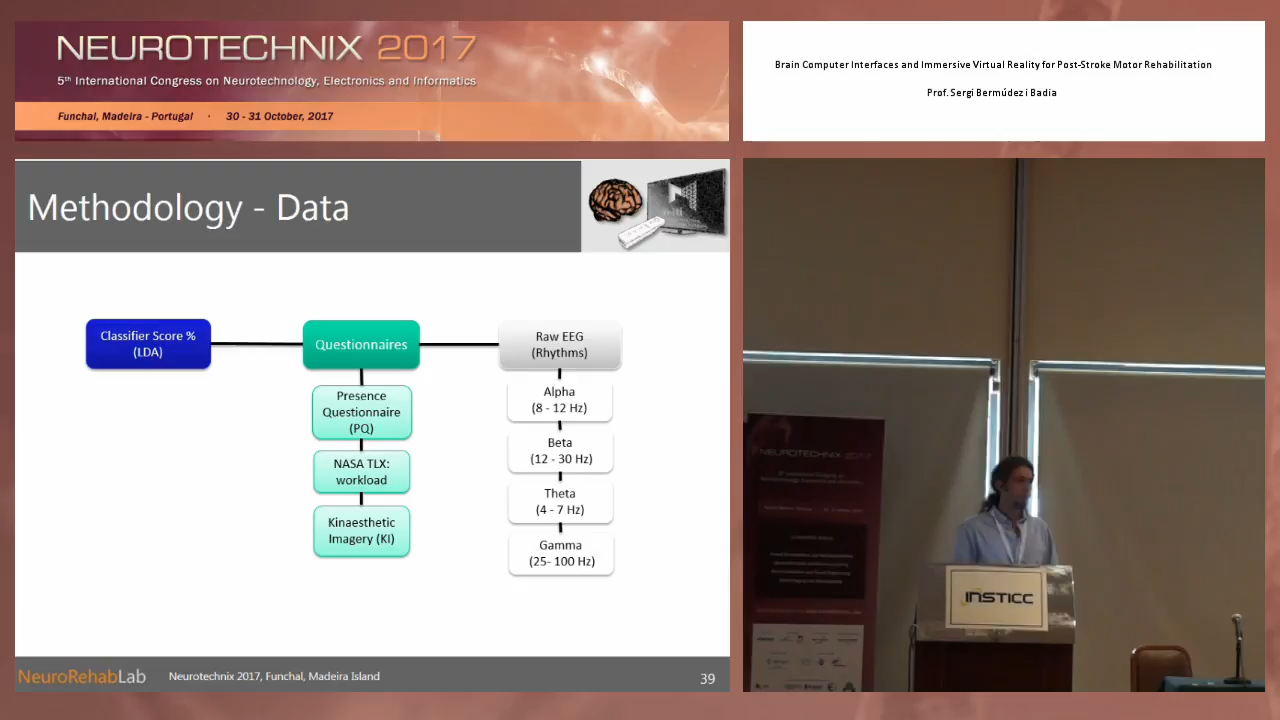 NEUROTECHNIX 2017
5th International Congress on Neurotechnology, Electronics and Informatics
Funchal, Madeira - Portugal · 30 - 31 October, 2017
Brain Computer Interfaces and Immersive Virtual Reality for Post-Stroke Motor Rehabilitation
Prof. Sergi Bermúdez i Badia
Methodology - Data
Classifier Score %
(LDA)
Questionnaires
Presence
Questionnaire
(PQ)
NASA TLX:
workload
Kinaesthetic
Imagery (KI)
Raw EEG
(Rhythms)
Alpha
(8 - 12 Hz)
Beta
(12 - 30 Hz)
Theta
(4 - 7 Hz)
Gamma
(25- 100 Hz)
NeuroRehabLab
Neurotechnix 2017, Funchal, Madeira Island
39
NEUROTECHNIX 2017
INSTICC